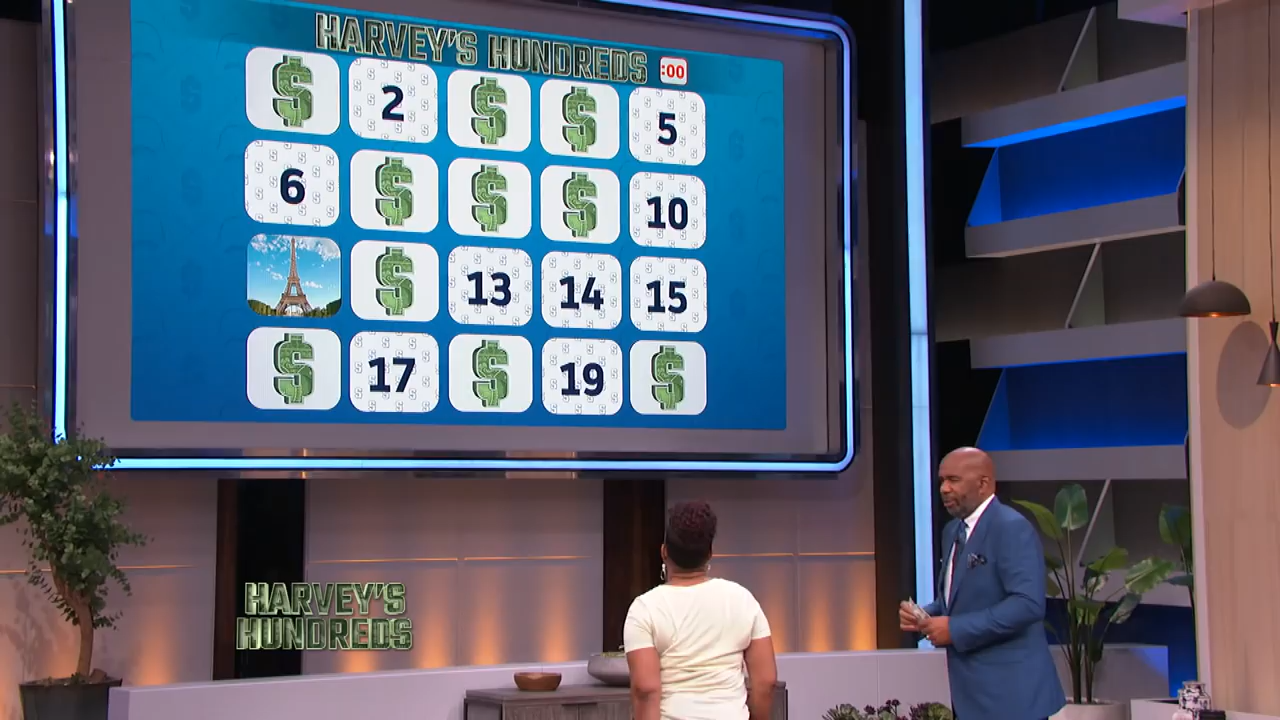 HARVEY'S HUNDREDS :00
$ 2 $ $ 5
6 $ $ $ 10
$ 13 14 15
$ 17 $ 19 $
HARVEY'S
HUNDREDS